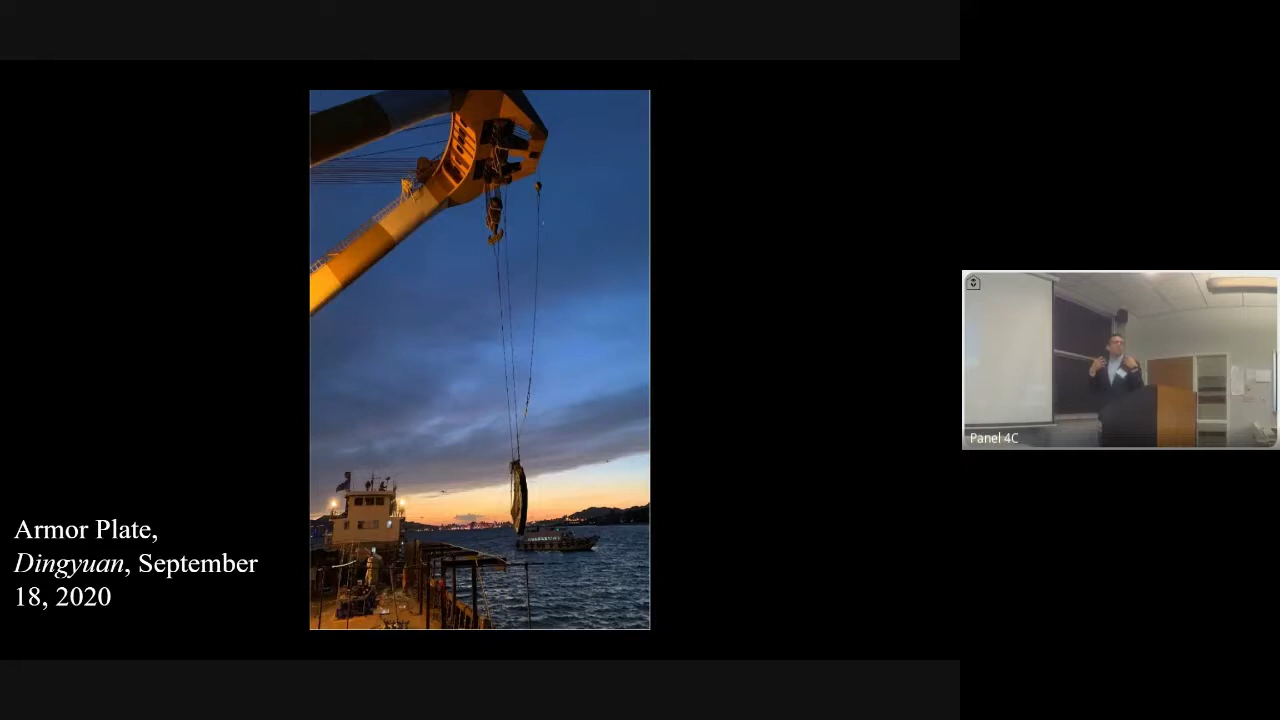 Armor Plate,
Dingyuan, September
18, 2020
Panel 4C